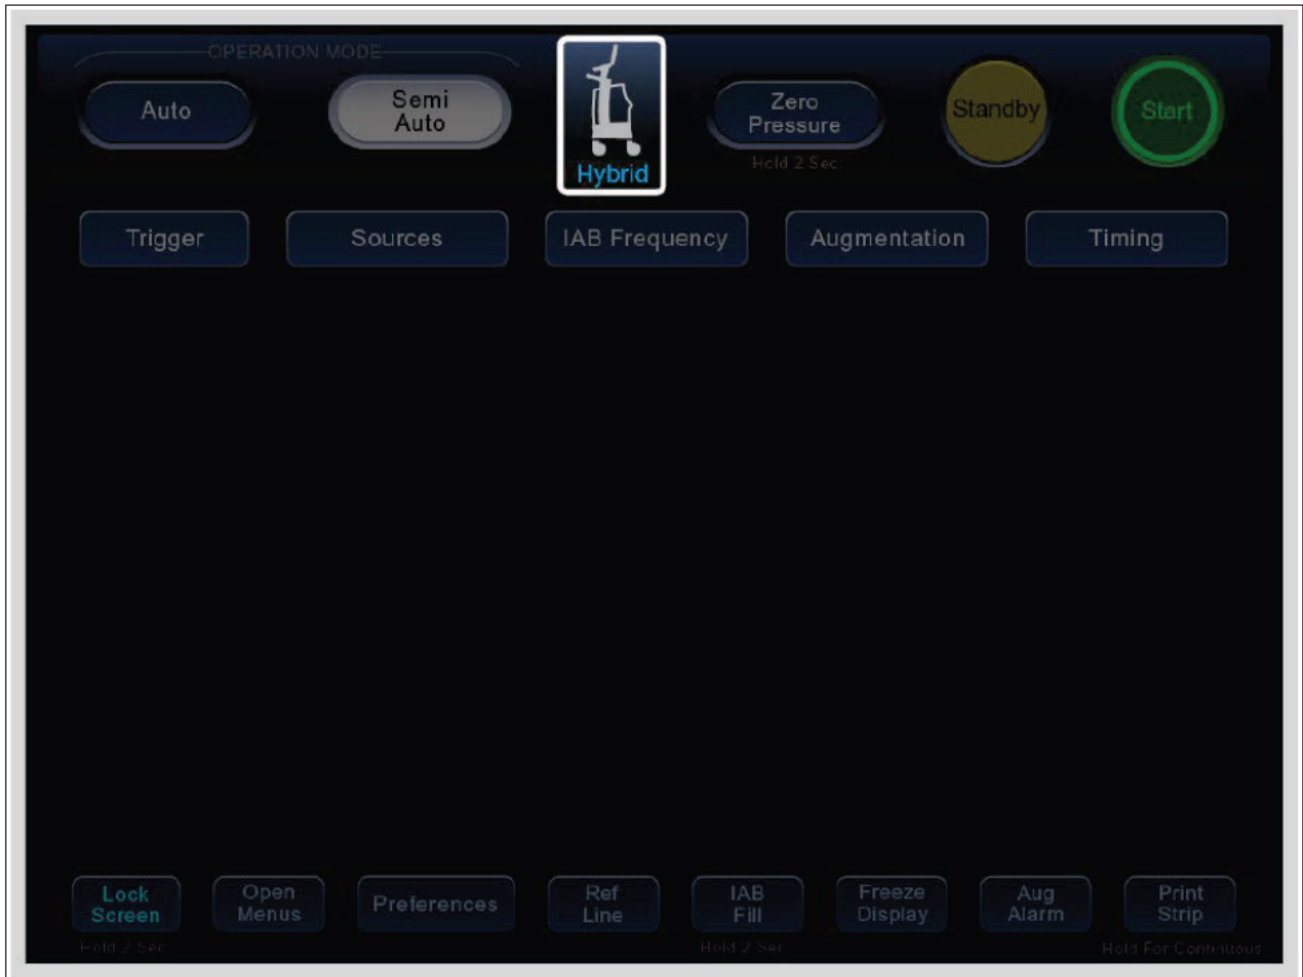 OPERATION MODE
Auto
Semi
Auto
Hybrid
Zero
Pressure
Hold 2 Sec
Standby
Start
Trigger
Sources
IAB Frequency
Augmentation
Timing
Lock
Screen
Hold 2 Sec
Open
Menus
Preferences
Ref
Line
IAB
Fill
Hold 2 Sec
Freeze
Display
Aug
Alarm
Print
Strip
Hold For Continuous